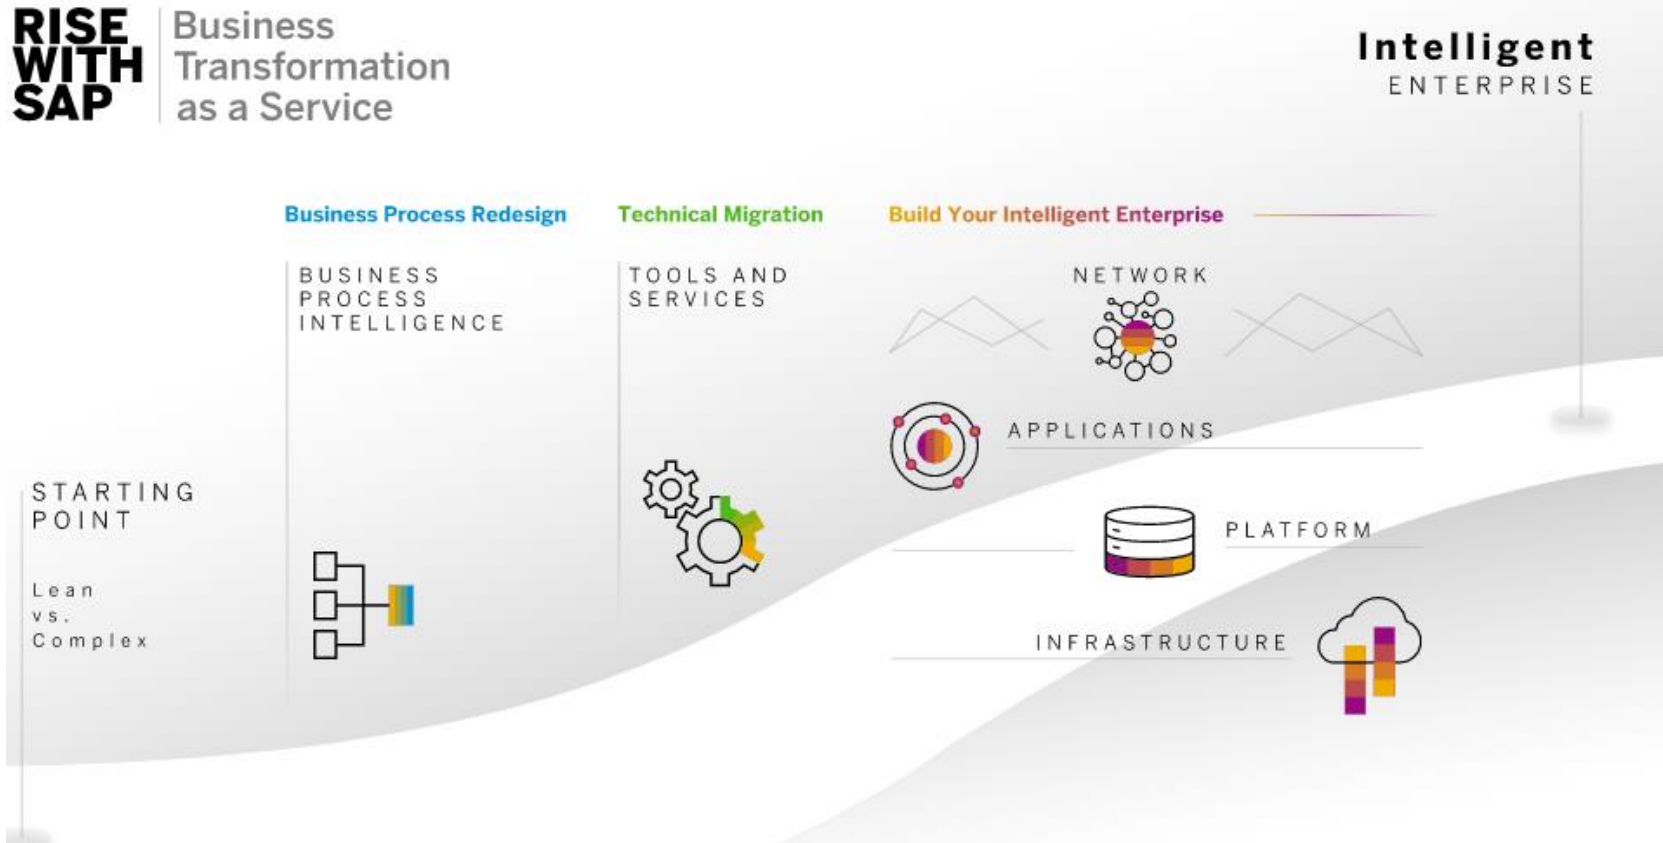 RISE
WITH
SAP
Business
Transformation
as a Service
Intelligent
ENTERPRISE
Business Process Redesign
Technical Migration
Build Your Intelligent Enterprise
BUSINESS
PROCESS
INTELLIGENCE
TOOLS AND
SERVICES
NETWORK
APPLICATIONS
STARTING
POINT
PLATFORM
Lean
vs.
Complex
INFRASTRUCTURE